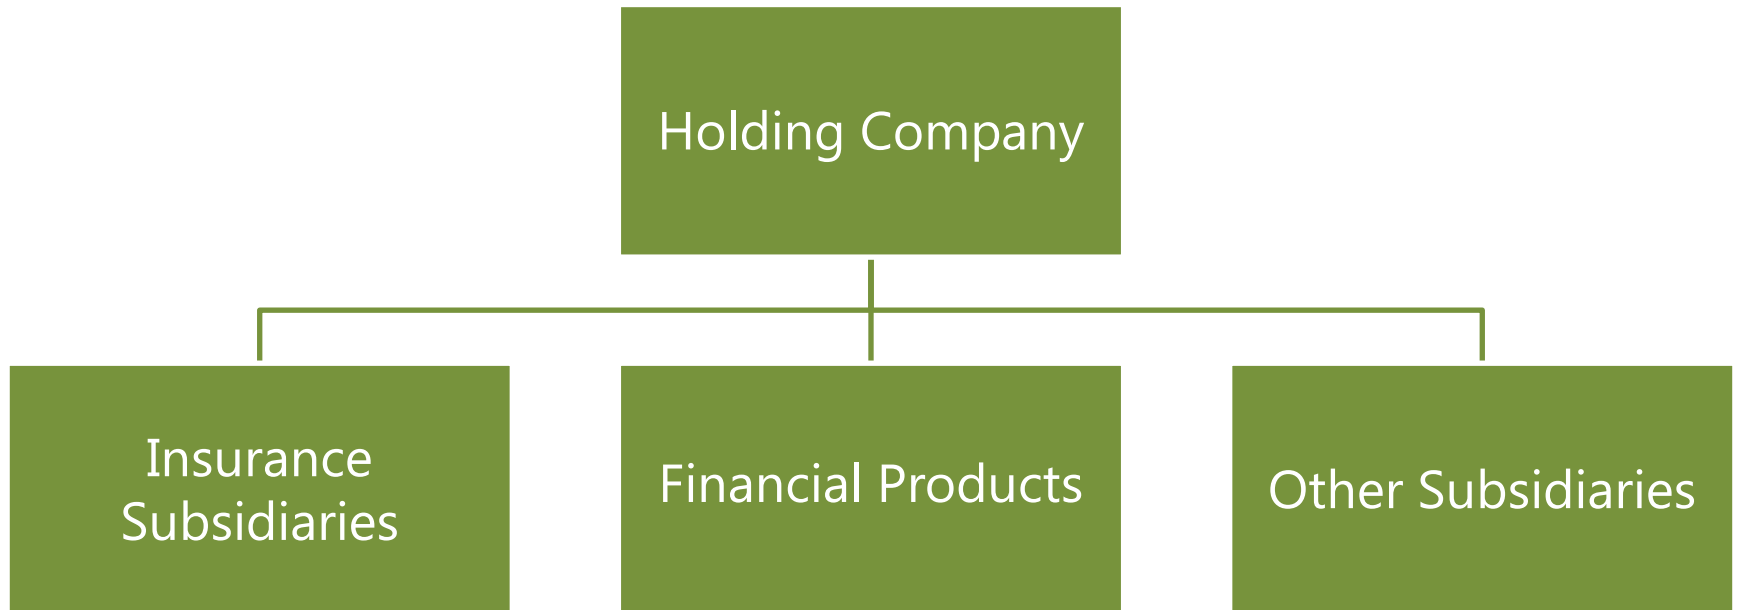 Holding Company
Insurance
Subsidiaries
Financial Products
Other Subsidiaries